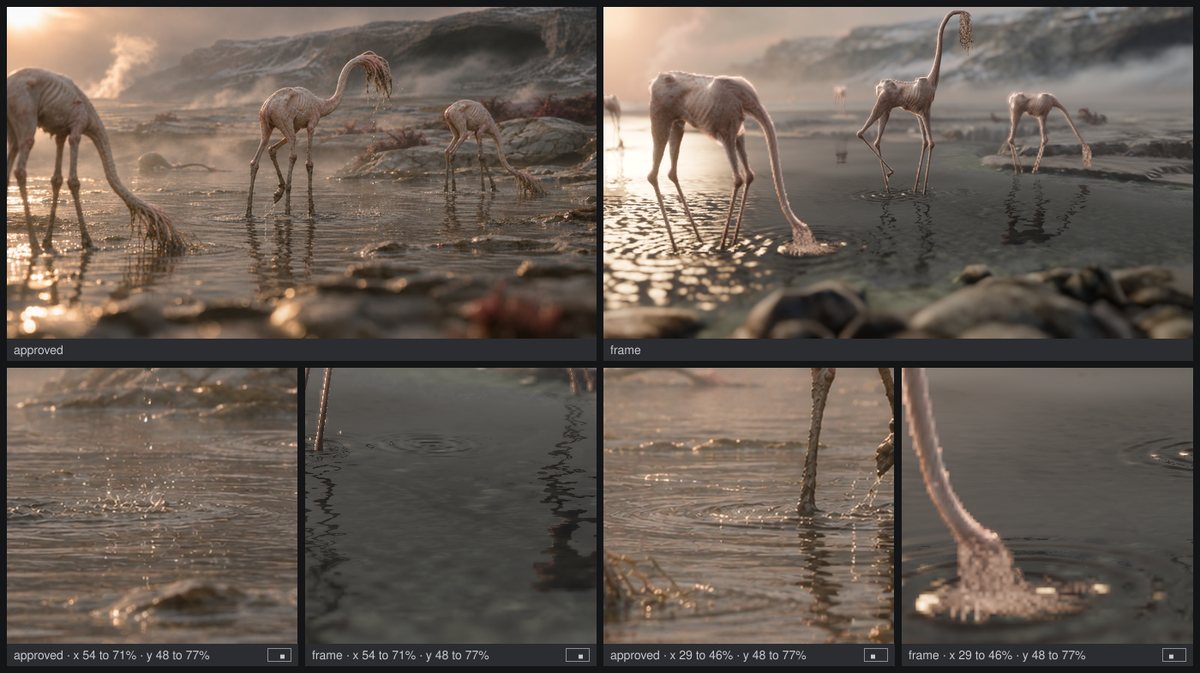 approved
frame
approved · x 54 to 71% · y 48 to 77%
frame · x 54 to 71% · y 48 to 77%
approved · x 29 to 46% · y 48 to 77%
frame · x 29 to 46% · y 48 to 77%